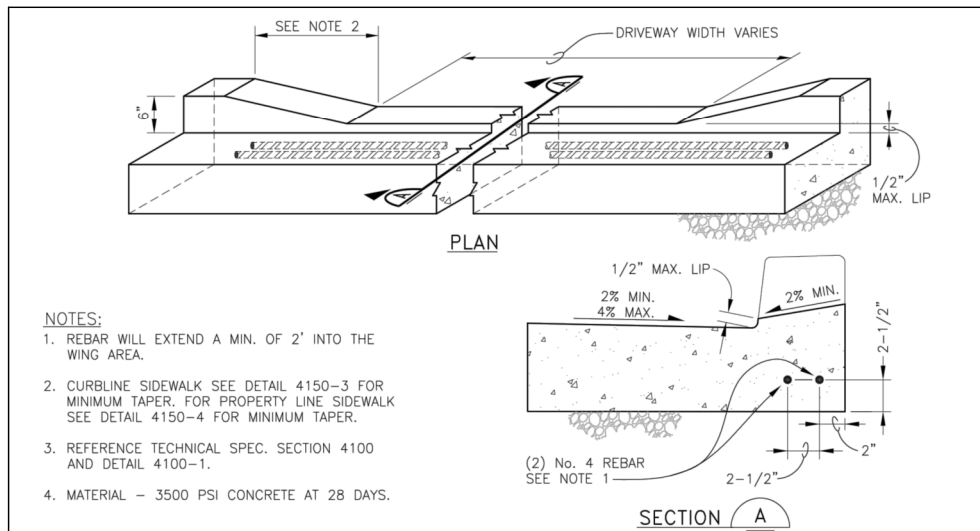 SEE NOTE 2
DRIVEWAY WIDTH VARIES
A
6"
A
1/2"
MAX. LIP
PLAN
1/2" MAX. LIP
2% MIN.
4% MAX.
2% MIN.
2-1/2"
2"
2-1/2"
(2) No. 4 REBAR
SEE NOTE 1
SECTION A
NOTES:
1. REBAR WILL EXTEND A MIN. OF 2' INTO THE
WING AREA.
2. CURBLINE SIDEWALK SEE DETAIL 4150-3 FOR
MINIMUM TAPER. FOR PROPERTY LINE SIDEWALK
SEE DETAIL 4150-4 FOR MINIMUM TAPER.
3. REFERENCE TECHNICAL SPEC. SECTION 4100
AND DETAIL 4100-1.
4. MATERIAL – 3500 PSI CONCRETE AT 28 DAYS.